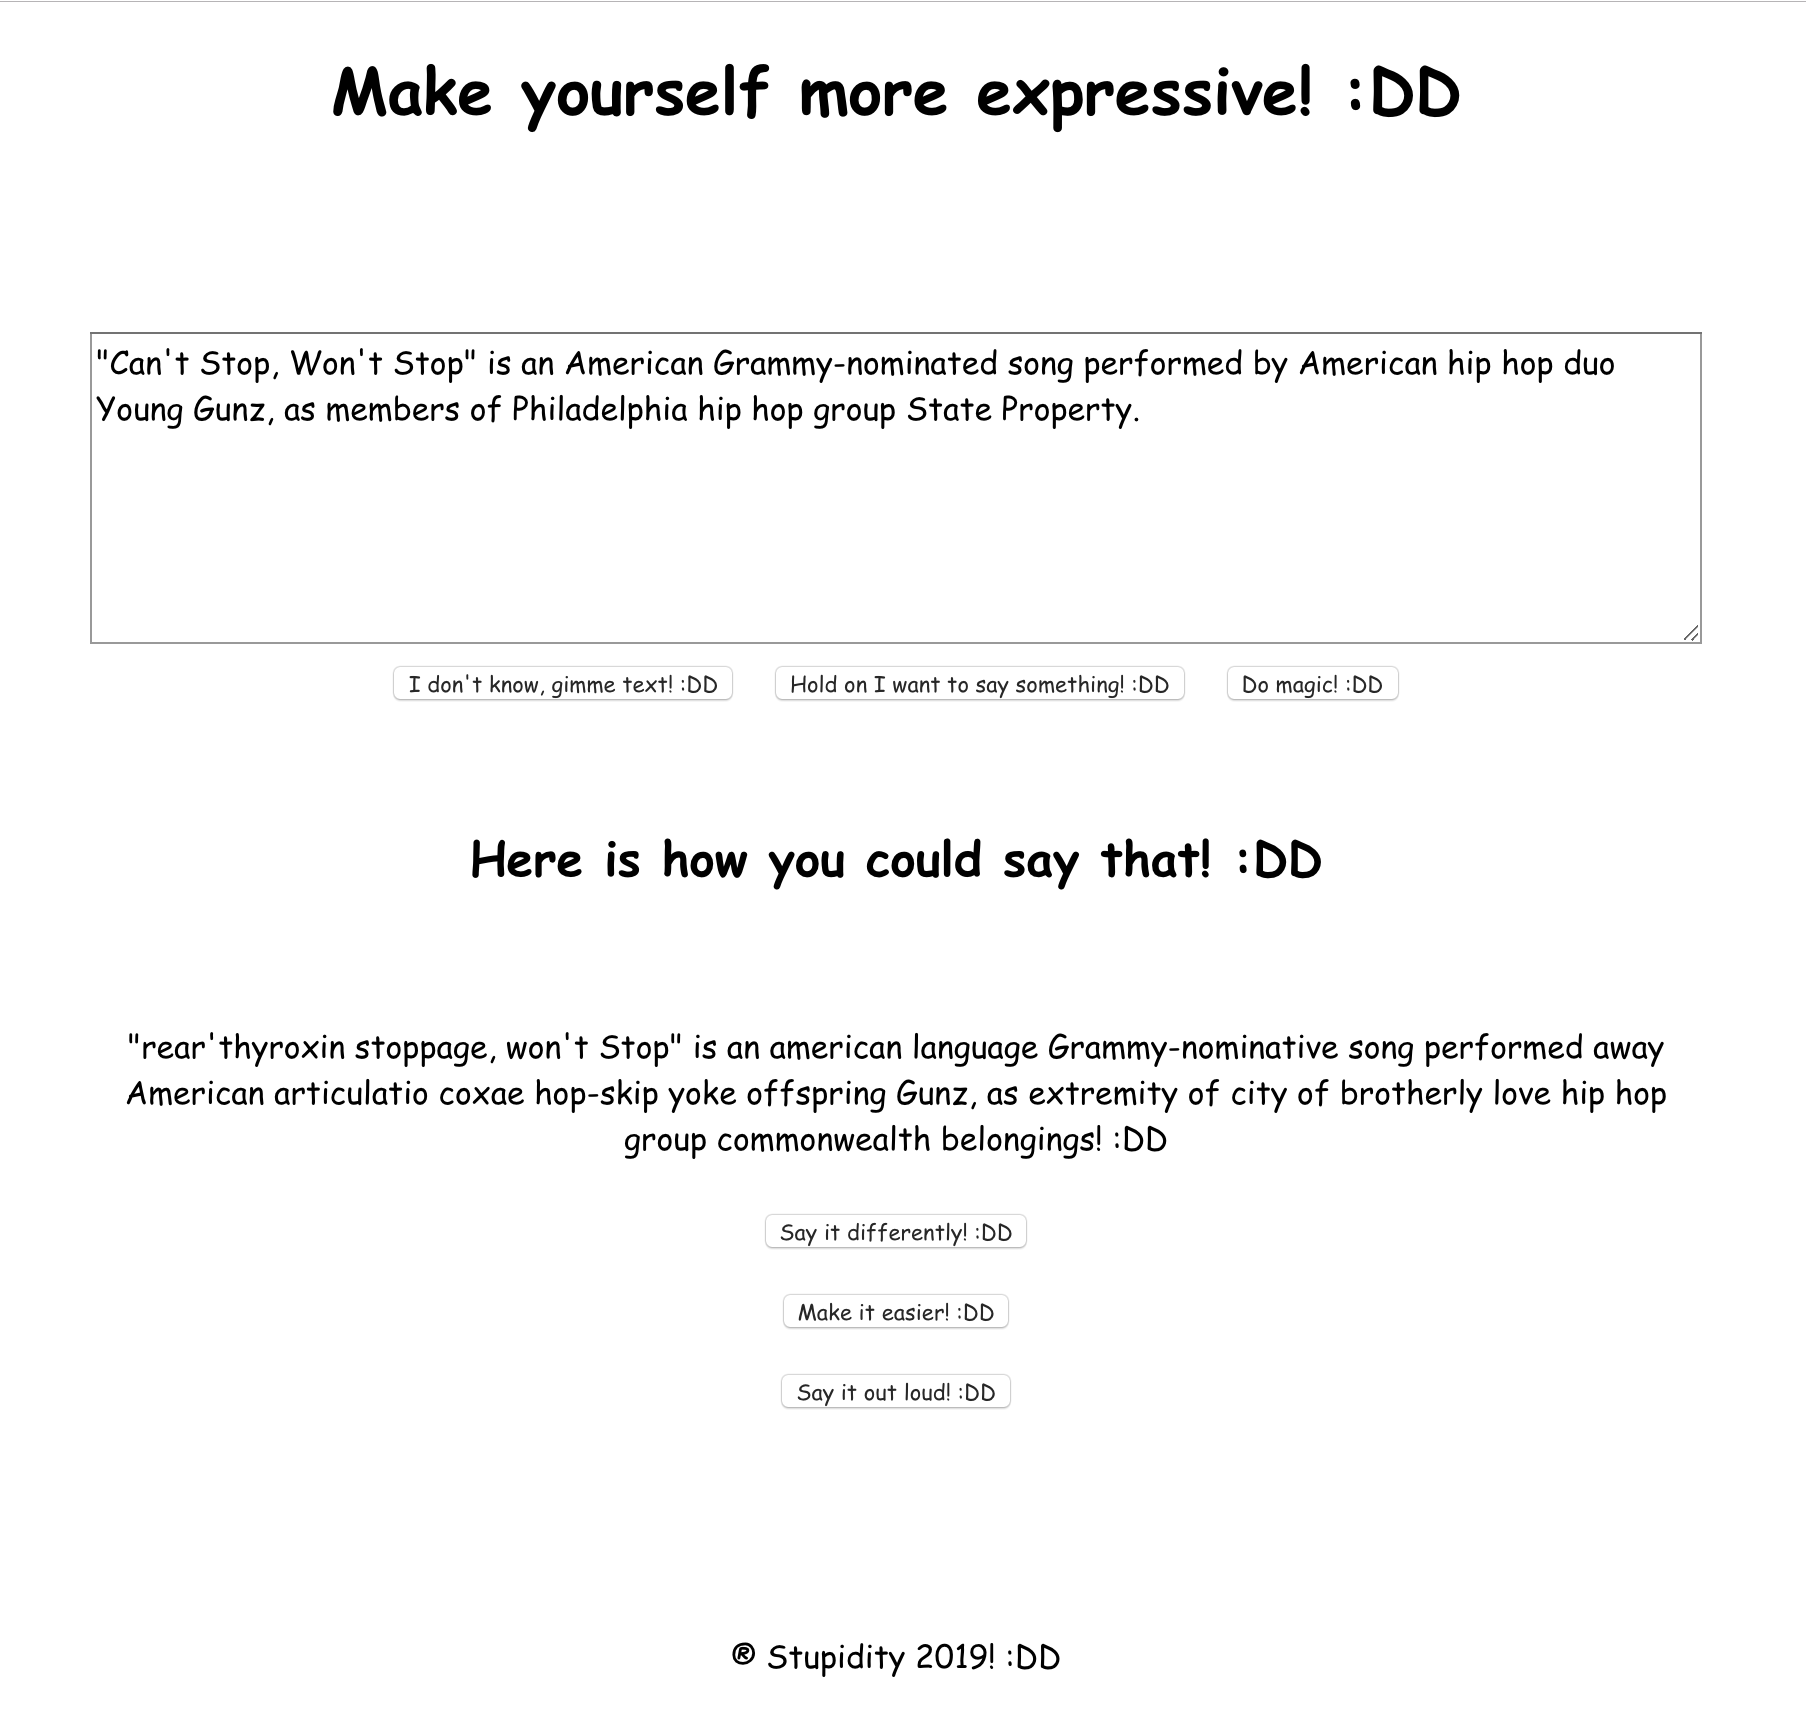 Make yourself more expressive! :DD
"Can't Stop, Won't Stop" is an American Grammy-nominated song performed by American hip hop duo
Young Gunz, as members of Philadelphia hip hop group State Property.
I don't know, gimme text! :DD
Hold on I want to say something! :DD
Do magic! :DD
Here is how you could say that! :DD
"rear'thyroxin stoppage, won't Stop" is an american language Grammy-nominative song performed away
American articulatio coxae hop-skip yoke offspring Gunz, as extremity of city of brotherly love hip hop
group commonwealth belongings! :DD
Say it differently! :DD
Make it easier! :DD
Say it out loud! :DD
® Stupidity 2019! :DD